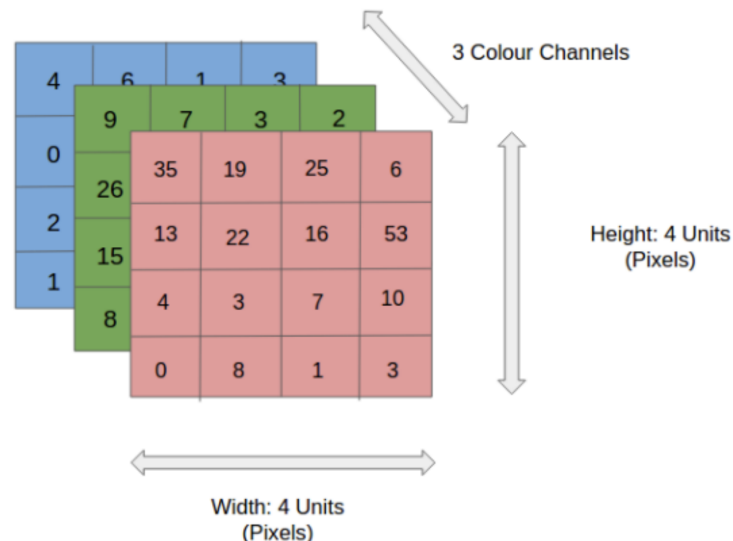 3 Colour Channels
4 6 1 3
9 7 3 2
35 19 25 6
0
26
13 22 16 53
Height: 4 Units
(Pixels)
2
15
4 3 7 10
1
8
0 8 1 3
Width: 4 Units
(Pixels)